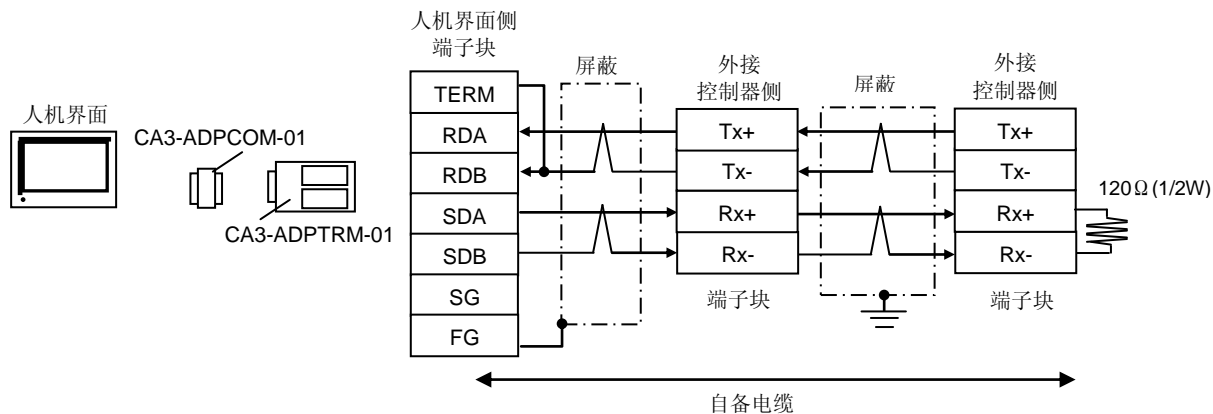 人机界面
CA3-ADPCOM-01
CA3-ADPTRM-01
人机界面侧
端子块
TERM
RDA
RDB
SDA
SDB
SG
FG
屏蔽
外接
控制器侧
Tx+
Tx-
Rx+
Rx-
端子块
屏蔽
外接
控制器侧
Tx+
Tx-
Rx+
Rx-
端子块
120Ω(1/2W)
自备电缆